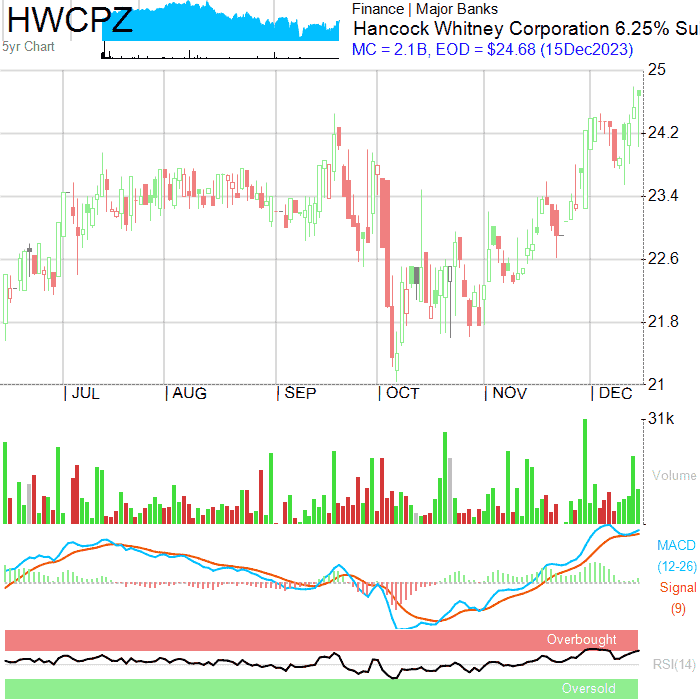 HWCPZ
5yr Chart
Finance | Major Banks
Hancock Whitney Corporation 6.25% Su
MC = 2.1B, EOD = $24.68 (15Dec2023)
25
24.2
23.4
22.6
21.8
21
| JUL | AUG | SEP | OCT | NOV | DEC
31k
Volume
MACD
(12-26)
Signal
(9)
Overbought
RSI(14)
Oversold